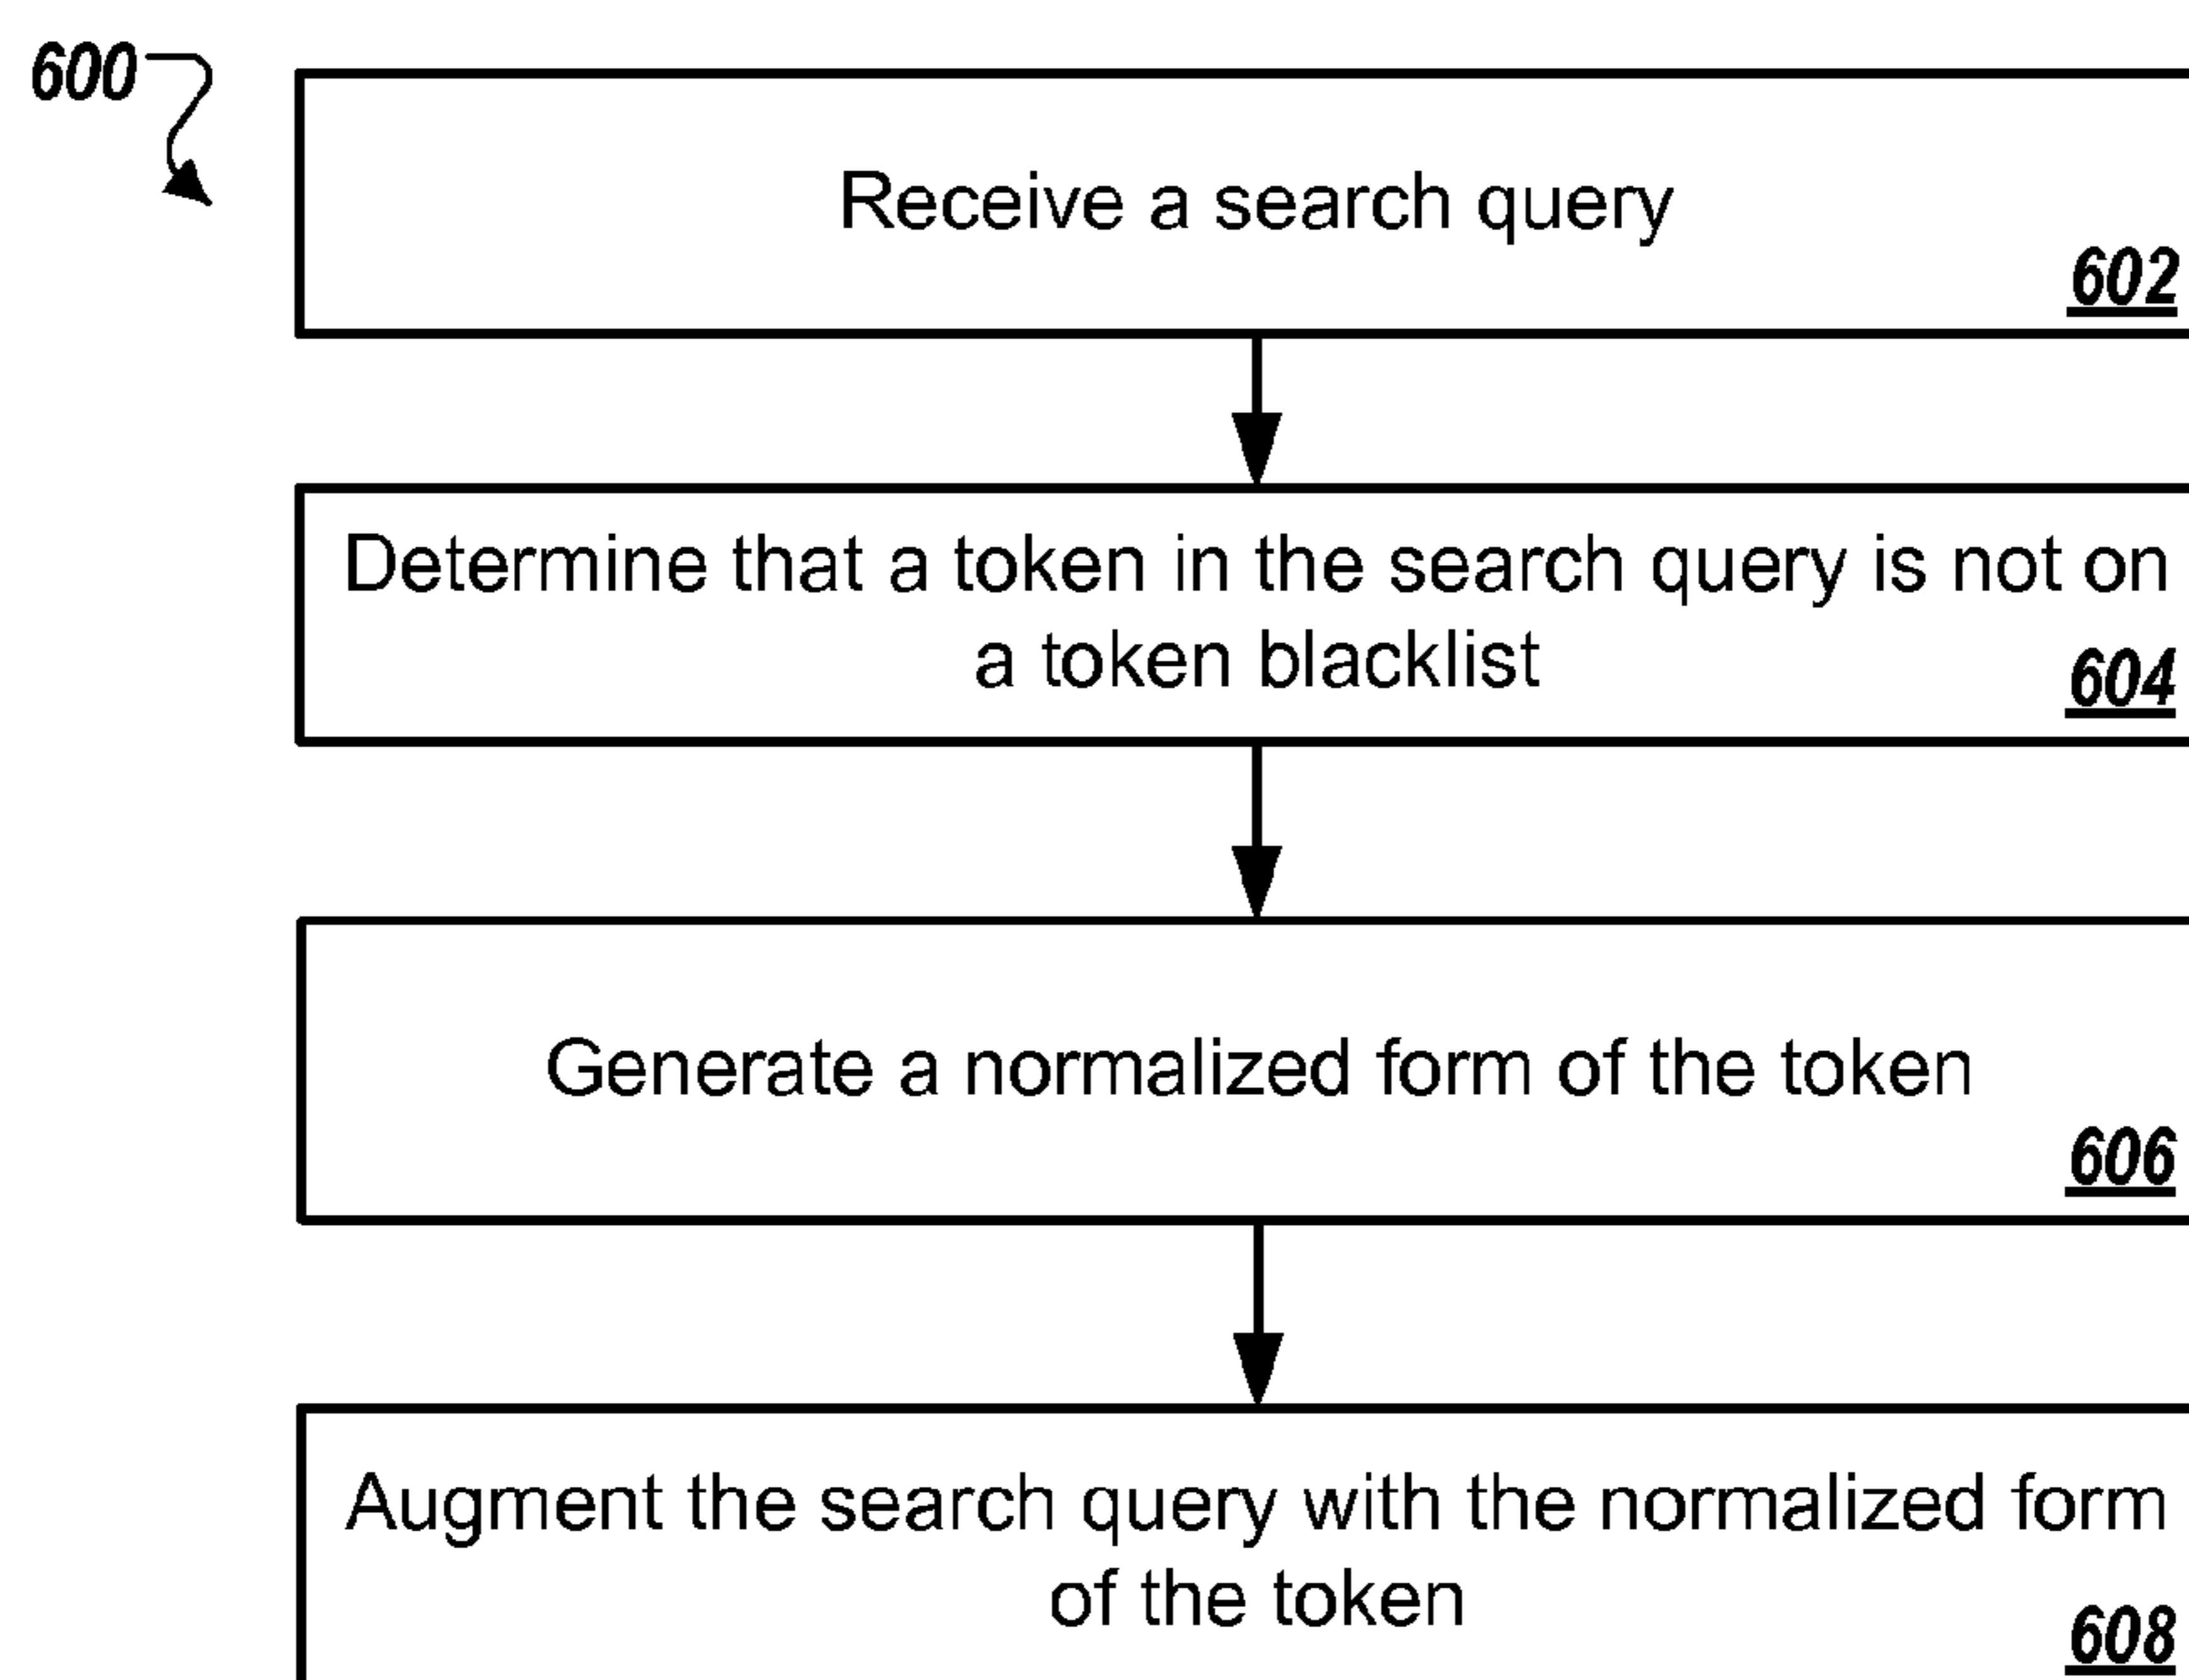 600
Receive a search query
602
Determine that a token in the search query is not on
a token blacklist
604
Generate a normalized form of the token
606
Augment the search query with the normalized form
of the token
608